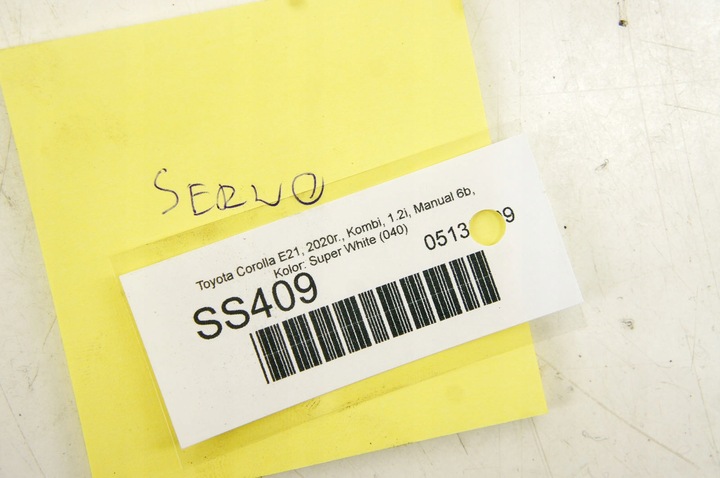 SERWO
Toyota Corolla E21, 2020r., Kombi, 1.2i, Manual 6b,
Kolor: Super White (040)
SS409